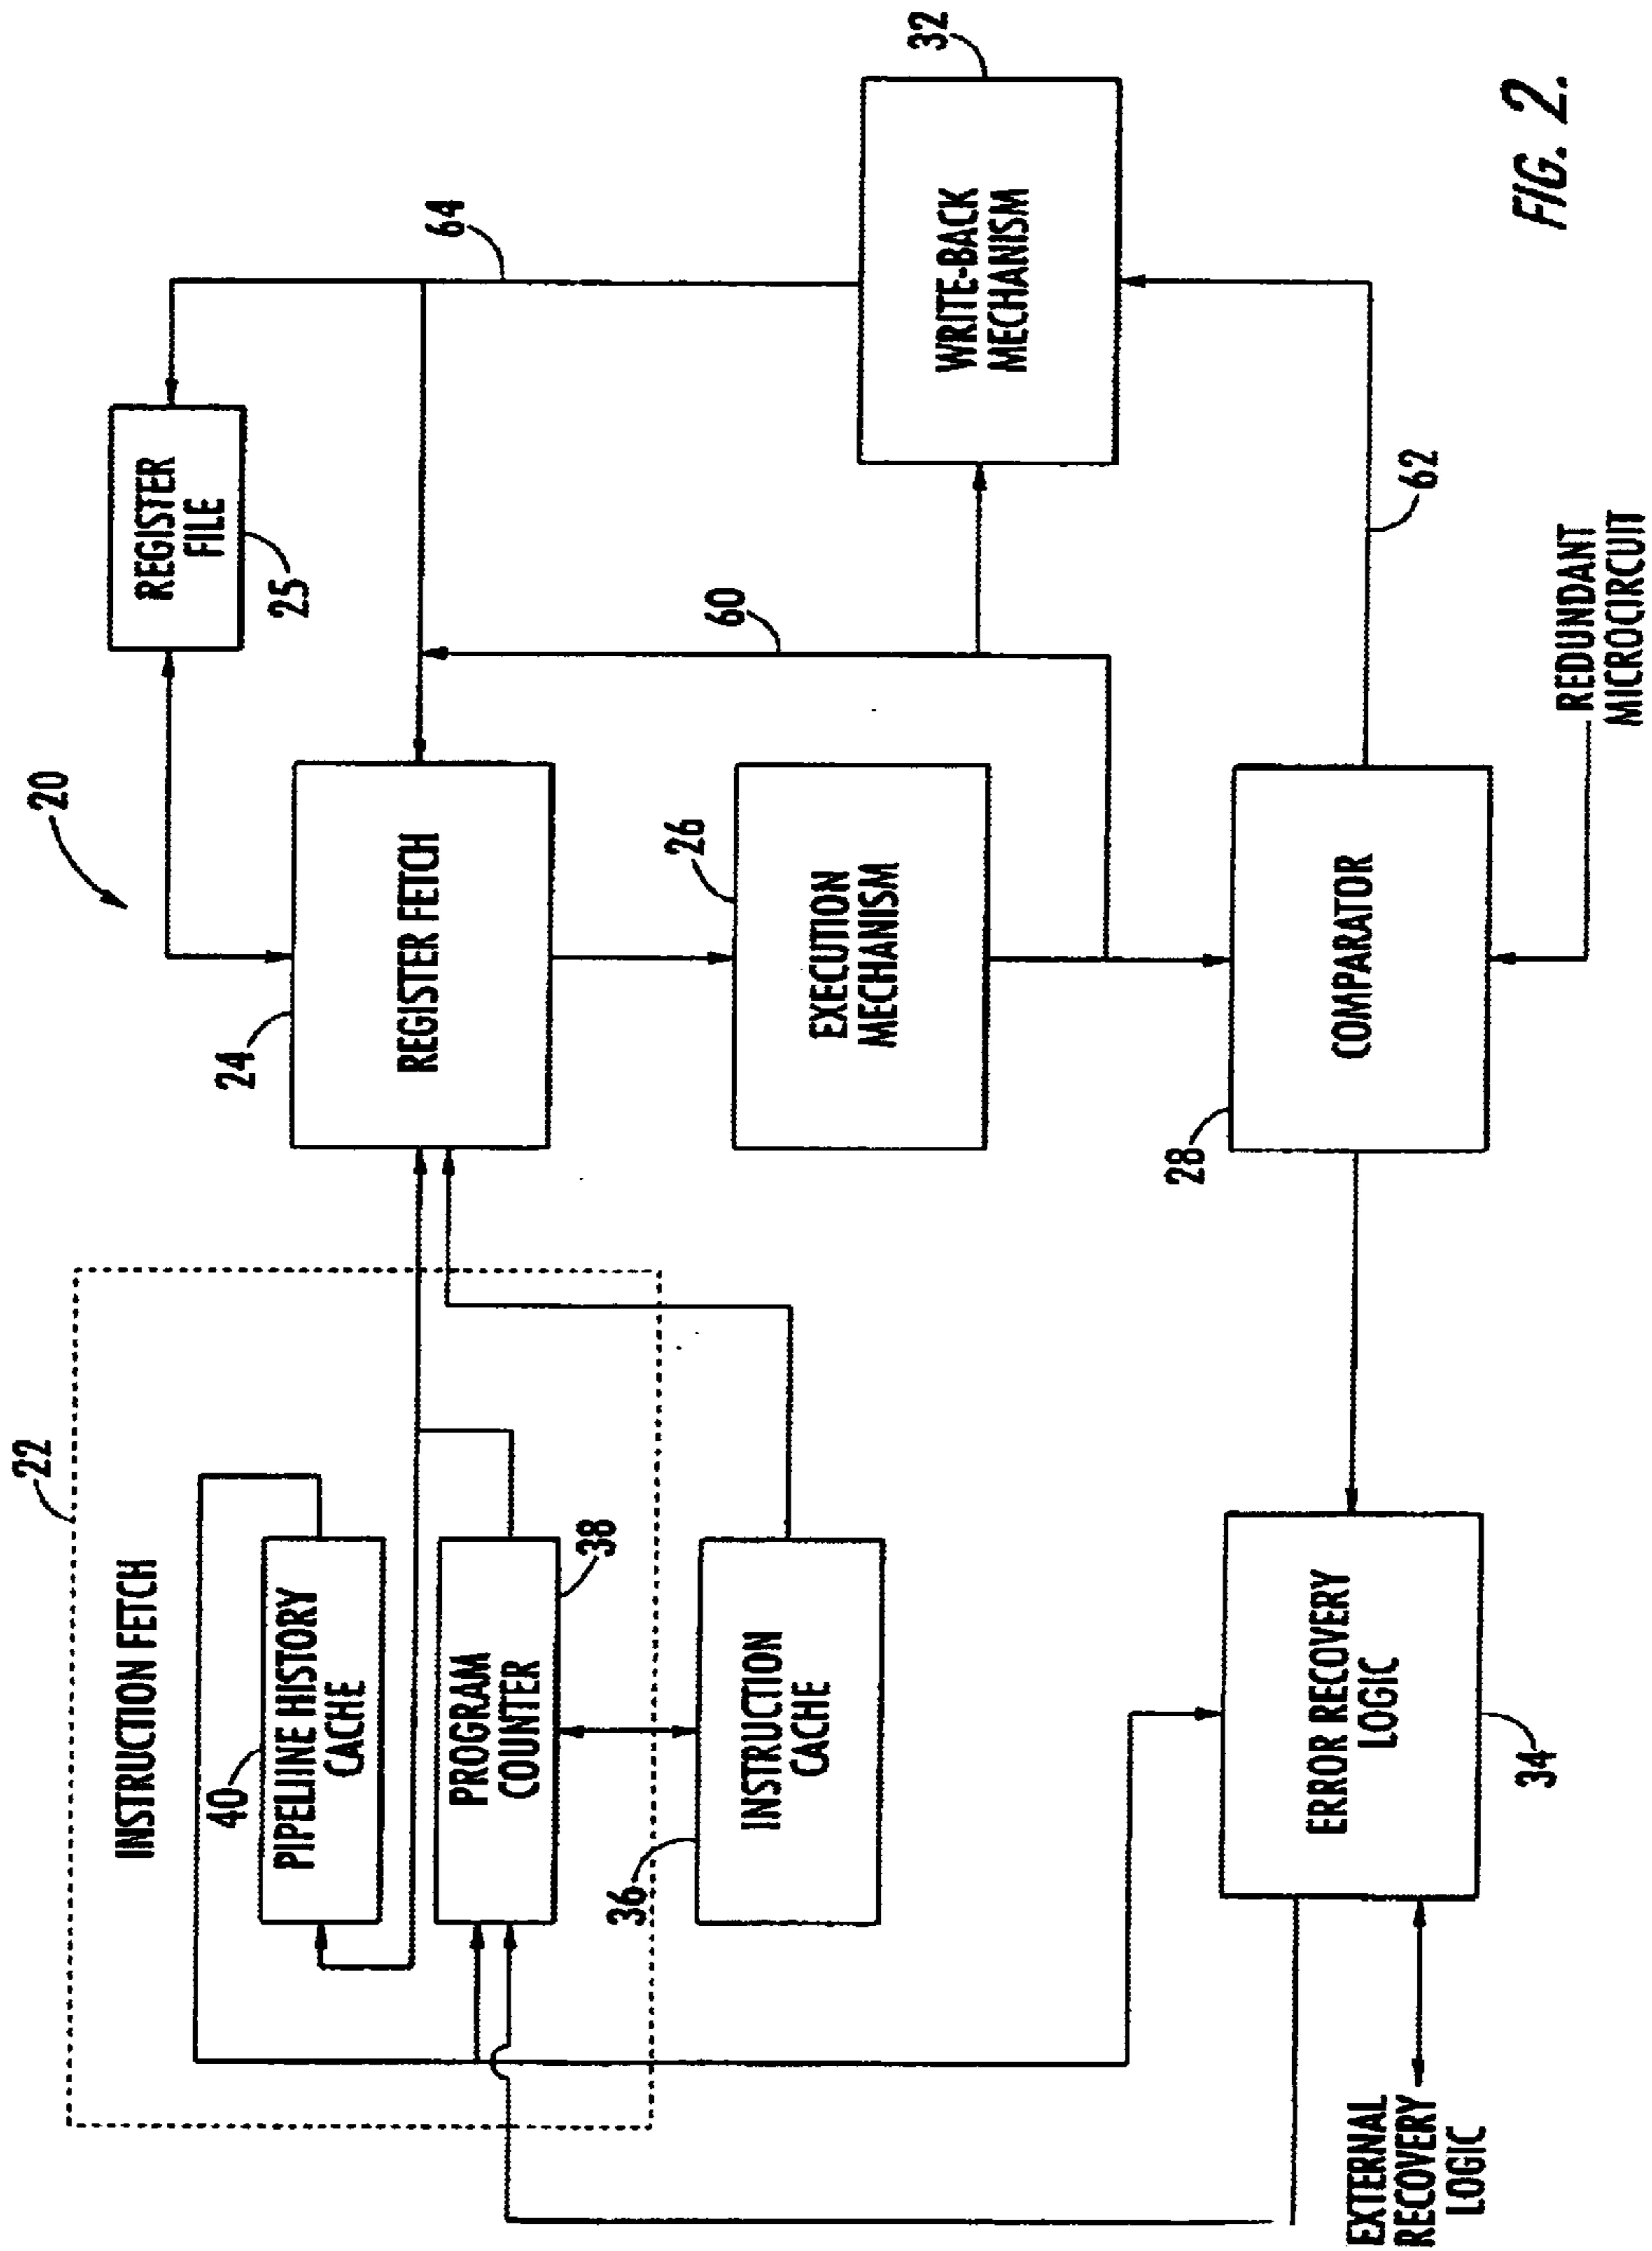 22
20
INSTRUCTION FETCH
REGISTER
FILE
40
24
25
PIPELINE HISTORY
CACHE
REGISTER FETCH
64
PROGRAM
COUNTER
38
36
26
60
INSTRUCTION
CACHE
EXECUTION
MECHANISM
32
WRITE-BACK
MECHANISM
28
ERROR RECOVERY
LOGIC
COMPARATOR
62
EXTERNAL
RECOVERY
LOGIC
34
REDUNDANT
MICROCIRCUIT
FIG. 2.